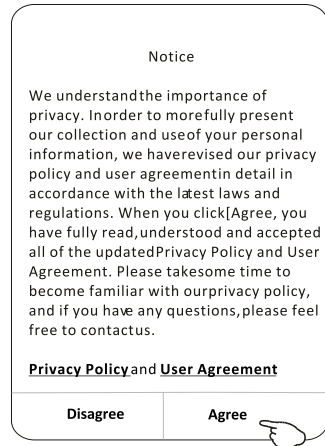 Notice
We understandthe importance of
privacy. Inorder to morefully present
our collection and useof your personal
information, we haverevised our privacy
policy and user agreementin detail in
accordance with the latest laws and
regulations. When you click[Agree, you
have fully read,understood and accepted
all of the updatedPrivacy Policy and User
Agreement. Please takesome time to
become familiar with ourprivacy policy,
and if you have any questions,please feel
free to contactus.
Privacy Policy and User Agreement
Disagree Agree